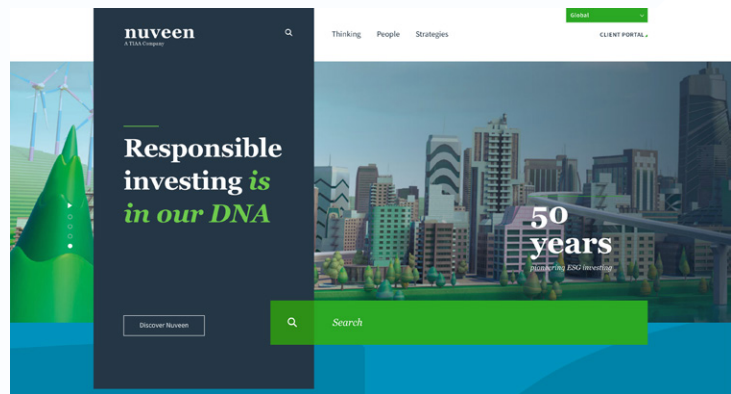 Global
nuveen
A TIAA Company
Thinking People Strategies
CLIENT PORTAL
Responsible
investing is
in our DNA
50
years
pioneering ESG investing
Discover Nuveen
Search